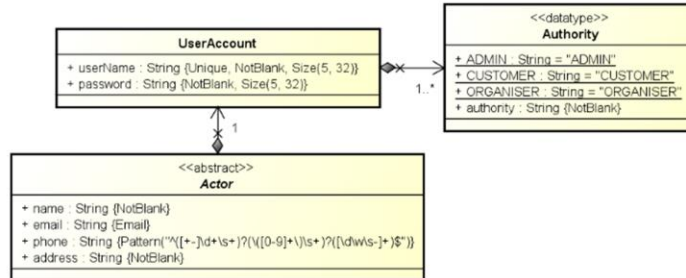 UserAccount
+ userName : String {Unique, NotBlank, Size(5, 32)}
+ password : String {NotBlank, Size(5, 32)}
1..*
<<datatype>>
Authority
+ ADMIN : String = "ADMIN"
+ CUSTOMER : String = "CUSTOMER"
+ ORGANISER : String = "ORGANISER"
+ authority : String {NotBlank}
1
<<abstract>>
Actor
+ name : String {NotBlank}
+ email : String {Email}
+ phone : String {Pattern("^([+-]\d+\s+)?(\([0-9]+\)\s+)?([\d\w\s-]+)$")}
+ address : String {NotBlank}